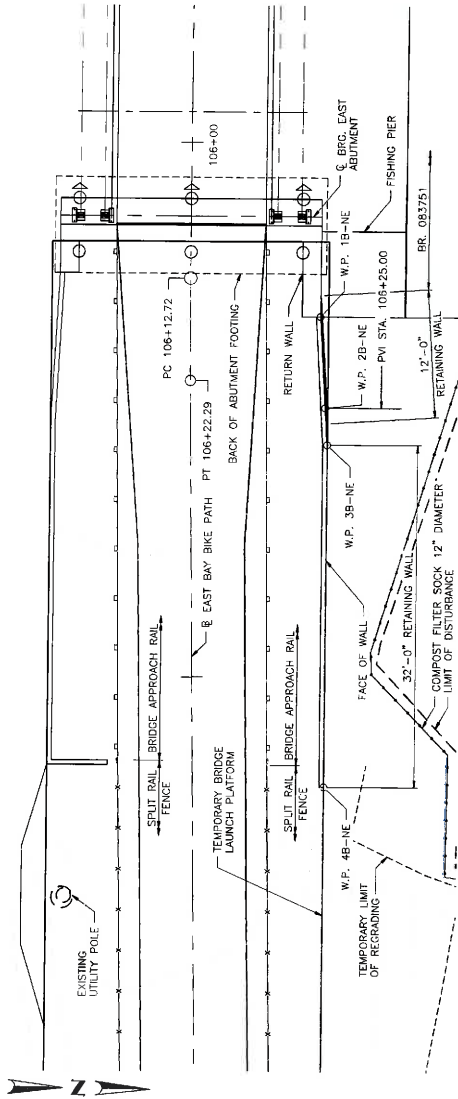 106+00
℄ BRG. EAST
ABUTMENT
FISHING PIER
BR. 083751
W.P. 1B-NE
PC 106+12.72
BACK OF ABUTMENT FOOTING
RETURN WALL
W.P. 2B-NE
PVI STA. 106+25.00
12'-0"
RETAINING WALL
℄ EAST BAY BIKE PATH PT 106+22.29
W.P. 3B-NE
BRIDGE APPROACH RAIL
SPLIT RAIL
FENCE
BRIDGE APPROACH RAIL
SPLIT RAIL
FENCE
FACE OF WALL
32'-0" RETAINING WALL
COMPOST FILTER SOCK 12" DIAMETER
LIMIT OF DISTURBANCE
TEMPORARY BRIDGE
LAUNCH PLATFORM
W.P. 4B-NE
TEMPORARY LIMIT
OF REGRADING
EXISTING
UTILITY POLE
N